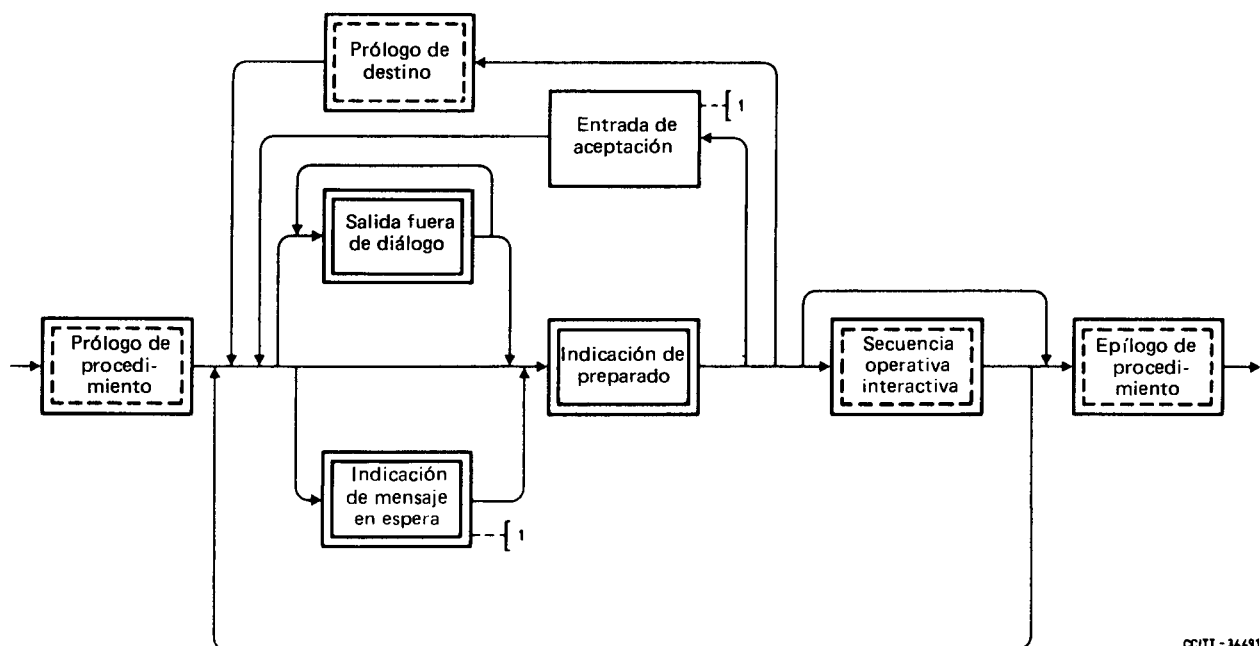 Prólogo de
destino
Entrada de
aceptación
1
Salida fuera
de diálogo
Prólogo de
procedi-
miento
Indicación de
preparado
Secuencia
operativa
interactiva
Epílogo de
procedi-
miento
Indicación
de mensaje
en espera
1